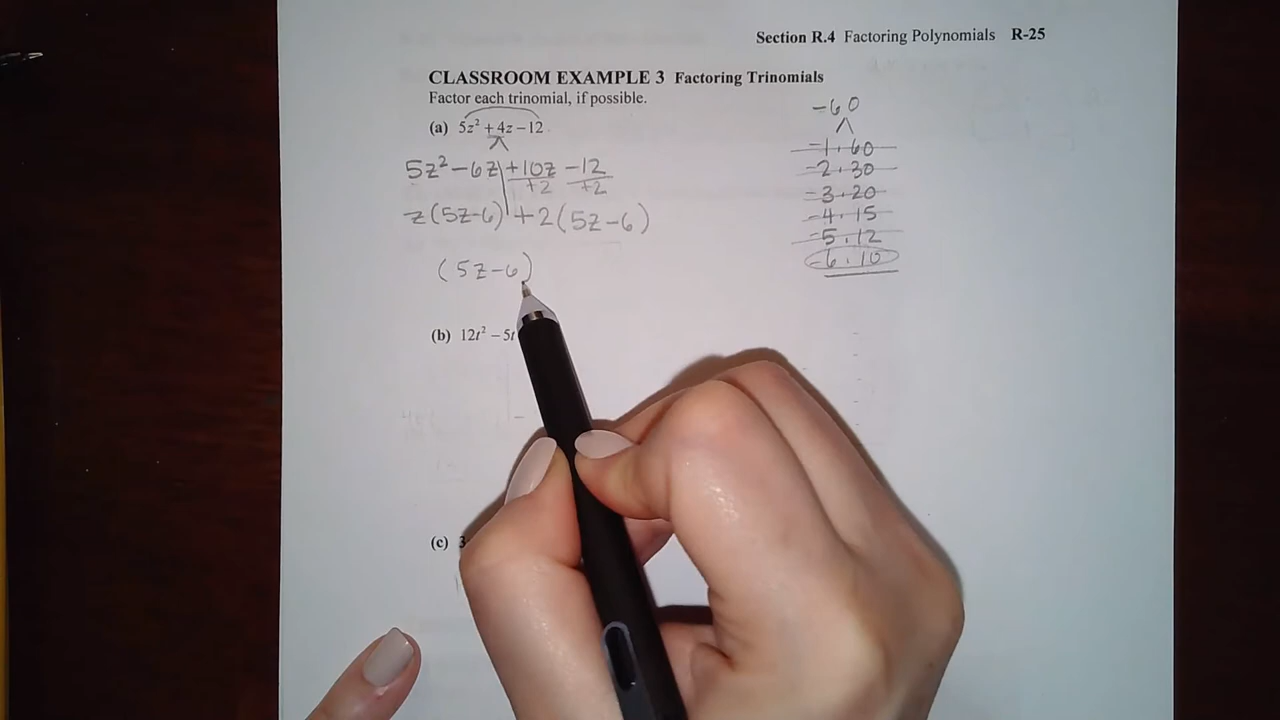 Section R.4 Factoring Polynomials R-25
CLASSROOM EXAMPLE 3 Factoring Trinomials
Factor each trinomial, if possible.
(a) 5z² + 4z − 12
5z² − 6z + 10z − 12
+2 +2
z(5z−6) + 2(5z−6)
(5z−6)
−60
−1 · 60
−2 · 30
−3 · 20
−4 · 15
−5 · 12
−6 · 10
(b) 12t² − 5t
(c) 3